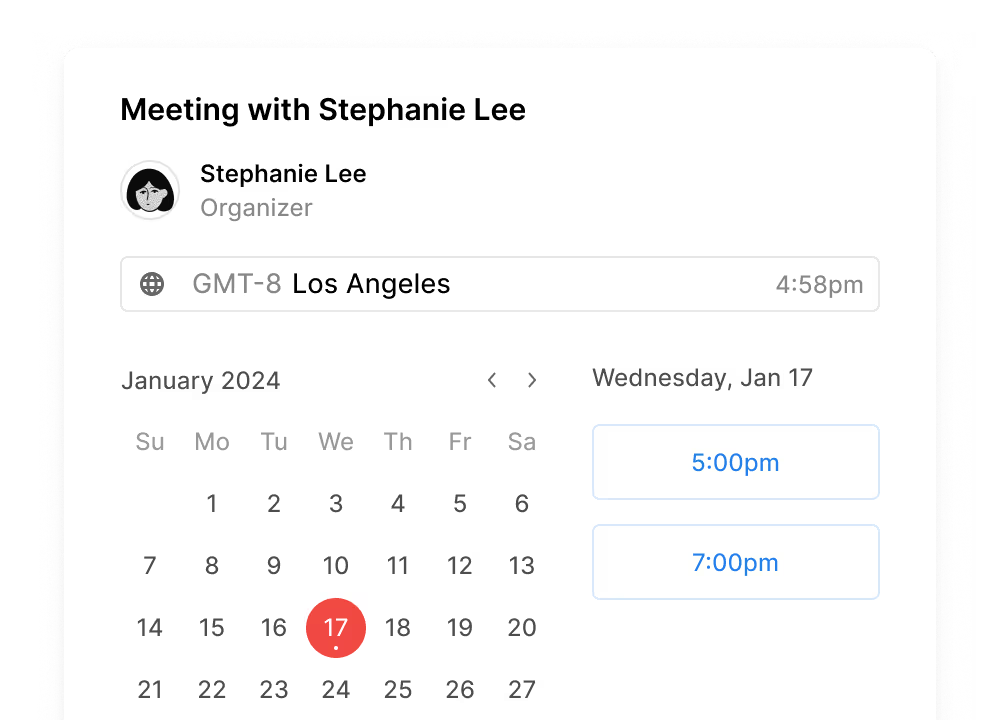 Meeting with Stephanie Lee
Stephanie Lee
Organizer
GMT-8 Los Angeles 4:58pm
January 2024
Su Mo Tu We Th Fr Sa
1 2 3 4 5 6
7 8 9 10 11 12 13
14 15 16 17 18 19 20
21 22 23 24 25 26 27
Wednesday, Jan 17
5:00pm
7:00pm